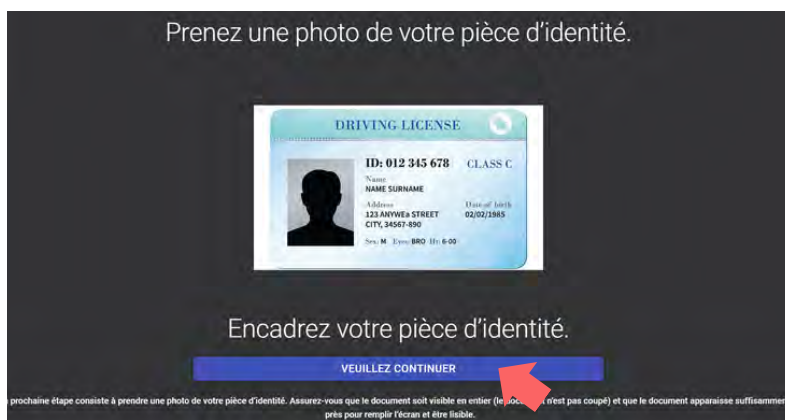 Prenez une photo de votre pièce d'identité.
DRIVING LICENSE
ID: 012 345 678 CLASS C
Name
NAME SURNAME
Address Date of birth
123 ANYWEa STREET 02/02/1985
CITY, 34567-890
Sex: M Eyes: BRO Ht: 6-00
Encadrez votre pièce d'identité.
VEUILLEZ CONTINUER
prochaine étape consiste à prendre une photo de votre pièce d'identité. Assurez-vous que le document soit visible en entier (le n'est pas coupé) et que le document apparaisse
près pour remplir l'écran et être lisible.